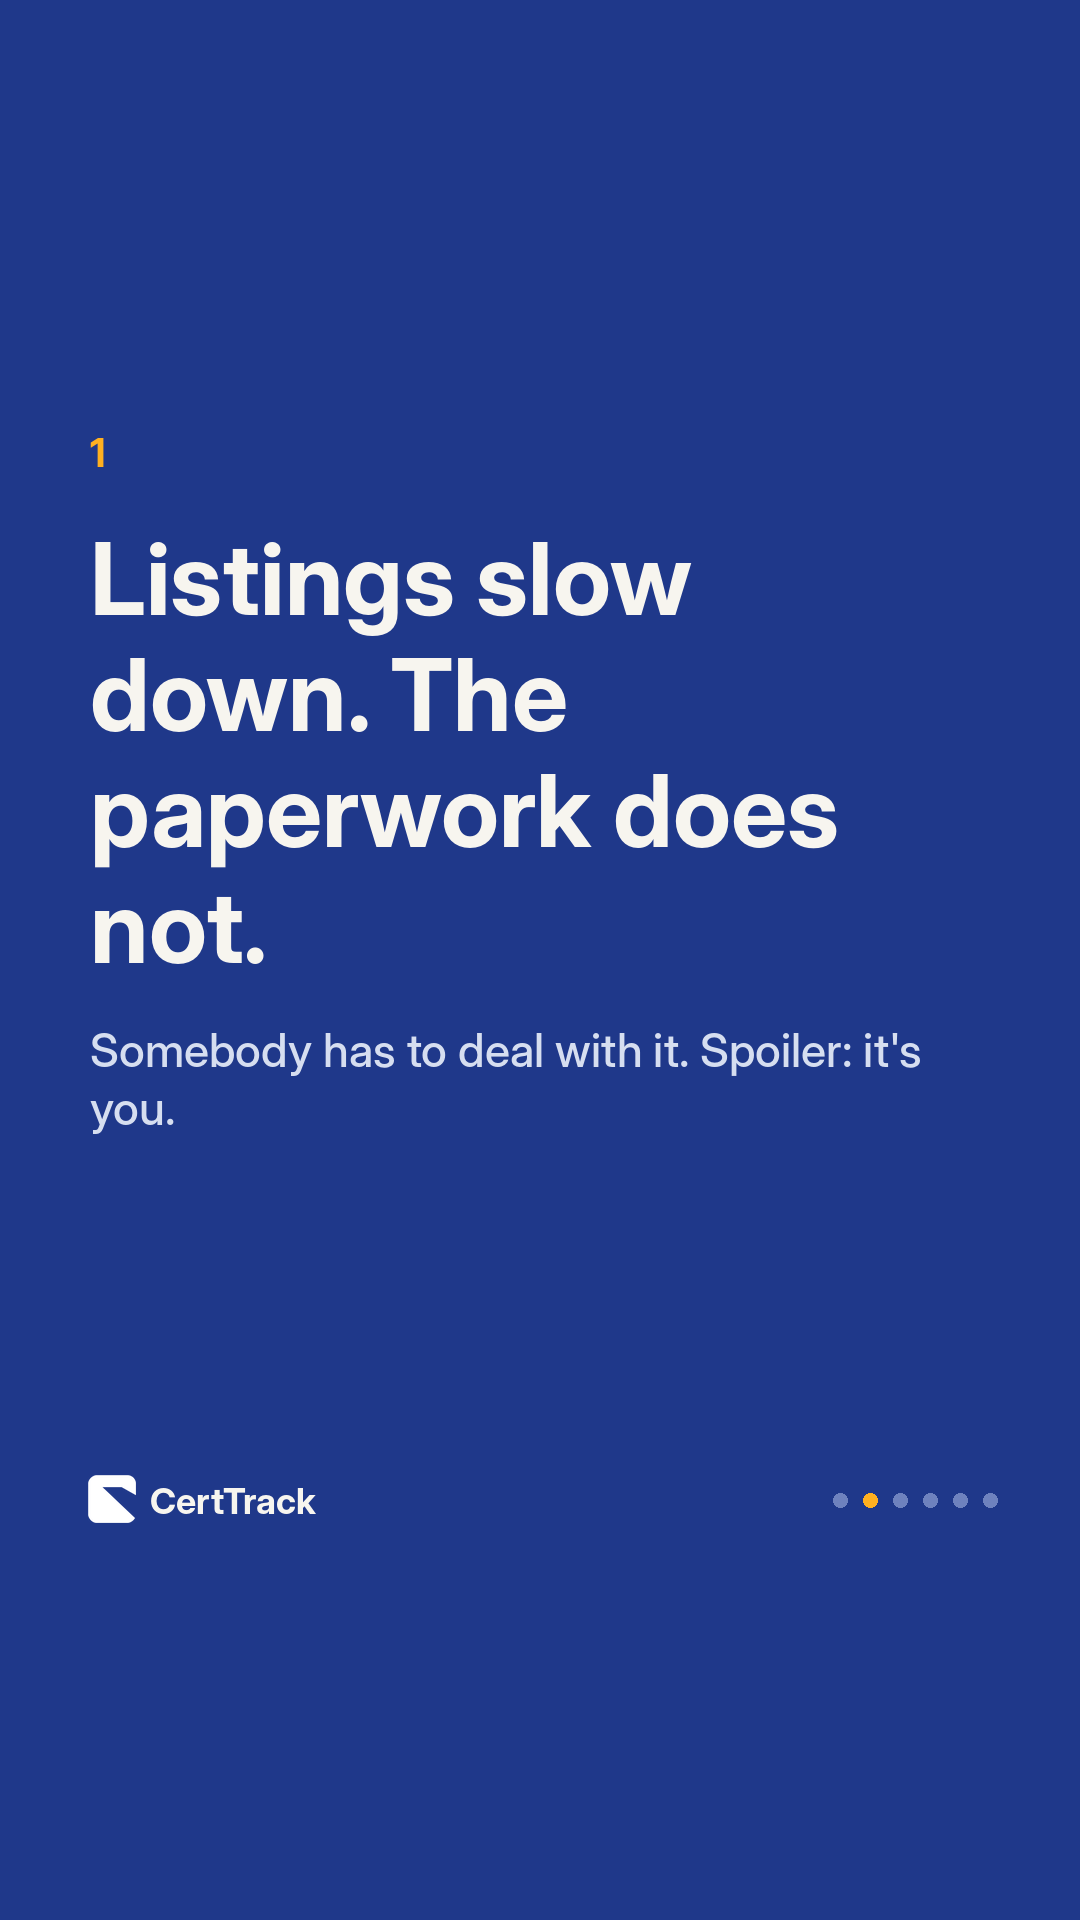 1
Listings slow
down. The
paperwork does
not.
Somebody has to deal with it. Spoiler: it's
you.
CertTrack